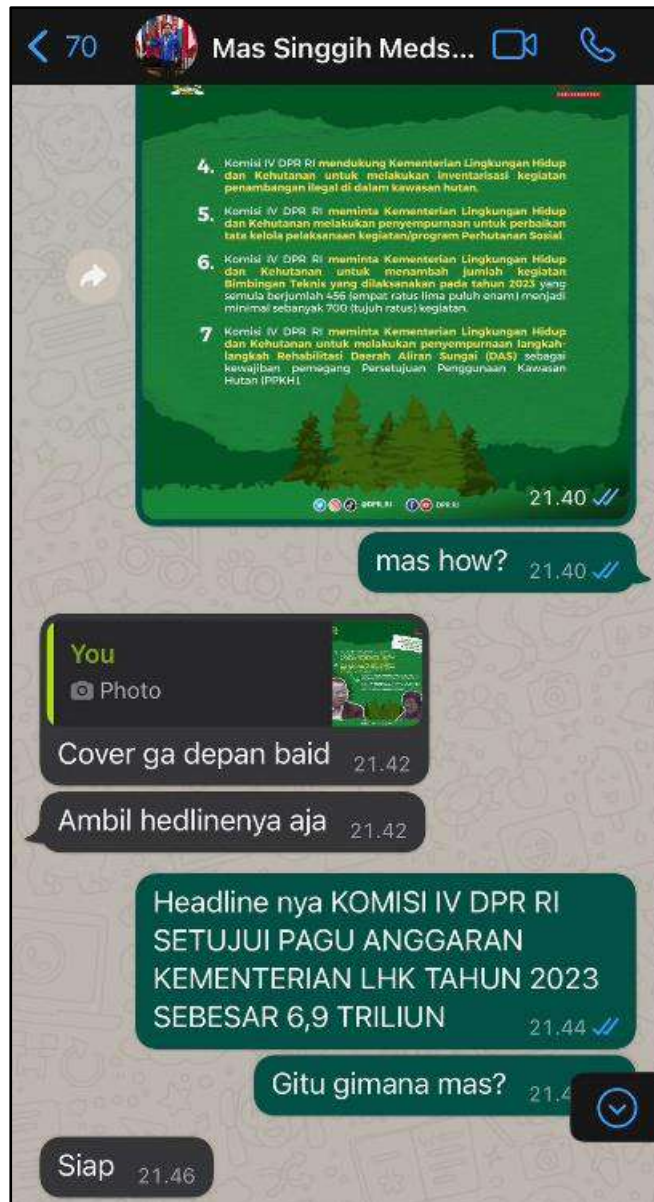 70
Mas Singgih Meds...
4. Komisi IV DPR RI mendukung Kementerian Lingkungan Hidup
dan Kehutanan untuk melakukan inventarisasi kegiatan
penambangan ilegal di dalam kawasan hutan.
5. Komisi IV DPR RI meminta Kementerian Lingkungan Hidup
dan Kehutanan melakukan penyempurnaan untuk perbaikan
tata kelola pelaksanaan kegiatan/program Perhutanan Sosial.
6. Komisi IV DPR RI meminta Kementerian Lingkungan Hidup
dan Kehutanan untuk menambah jumlah kegiatan
Bimbingan Teknis yang dilaksanakan pada tahun 2023 yang
semula berjumlah 456 (empat ratus lima puluh enam) menjadi
minimal sebanyak 700 (tujuh ratus) kegiatan.
7 Komisi IV DPR RI meminta Kementerian Lingkungan Hidup
dan Kehutanan untuk melakukan penyempurnaan langkah-
langkah Rehabilitasi Daerah Aliran Sungai (DAS) sebagai
kewajiban pemegang Persetujuan Penggunaan Kawasan
Hutan (PPKH).
@DPR_RI DPR RI
21.40
mas how? 21.40
You
Photo
Cover ga depan baid 21.42
Ambil hedlinenya aja 21.42
Headline nya KOMISI IV DPR RI
SETUJUI PAGU ANGGARAN
KEMENTERIAN LHK TAHUN 2023
SEBESAR 6,9 TRILIUN 21.44
Gitu gimana mas?
Siap 21.46